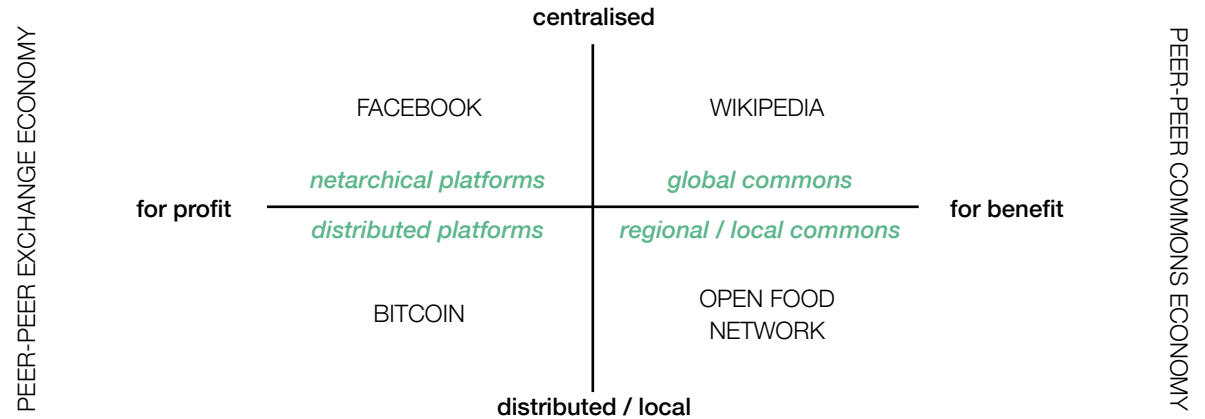 centralised
PEER-PEER EXCHANGE ECONOMY
PEER-PEER COMMONS ECONOMY
FACEBOOK
WIKIPEDIA
netarchical platforms
global commons
for profit
for benefit
distributed platforms
regional / local commons
BITCOIN
OPEN FOOD
NETWORK
distributed / local